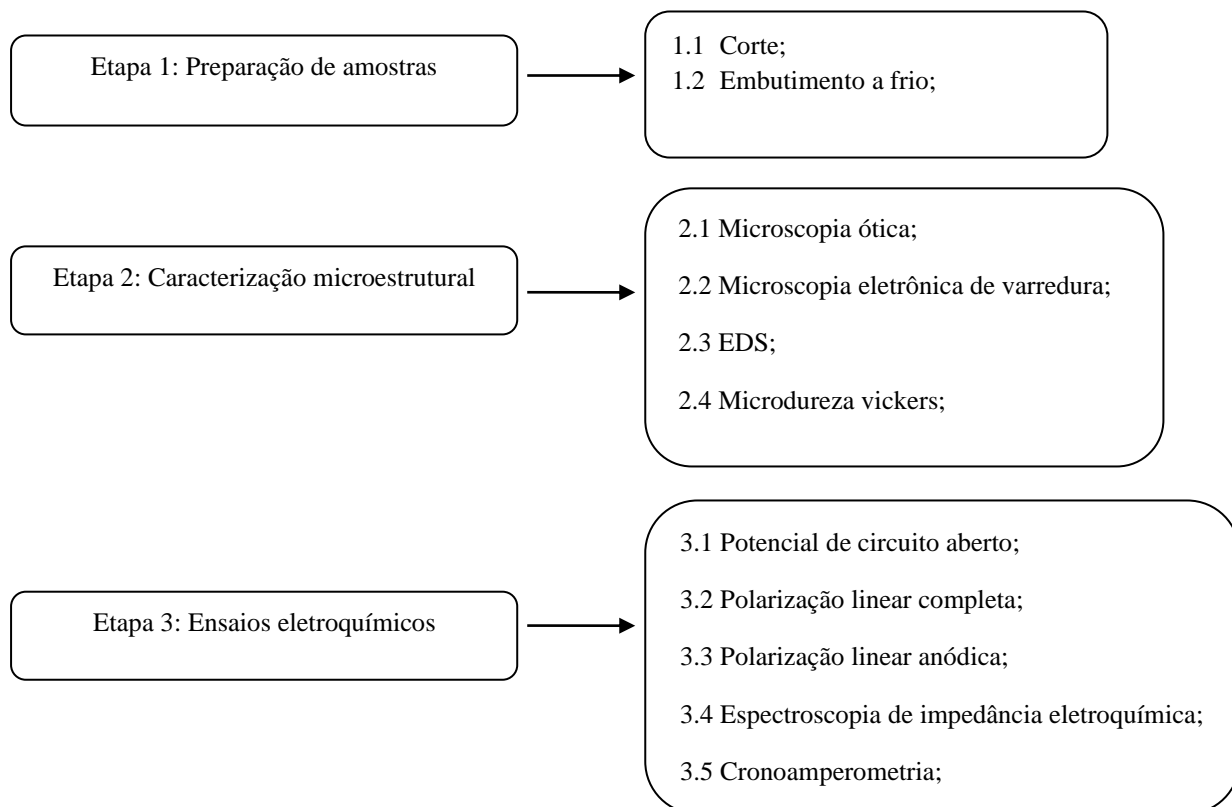 Etapa 1: Preparação de amostras
1.1 Corte;
1.2 Embutimento a frio;
Etapa 2: Caracterização microestrutural
2.1 Microscopia ótica;
2.2 Microscopia eletrônica de varredura;
2.3 EDS;
2.4 Microdureza vickers;
Etapa 3: Ensaios eletroquímicos
3.1 Potencial de circuito aberto;
3.2 Polarização linear completa;
3.3 Polarização linear anódica;
3.4 Espectroscopia de impedância eletroquímica;
3.5 Cronoamperometria;